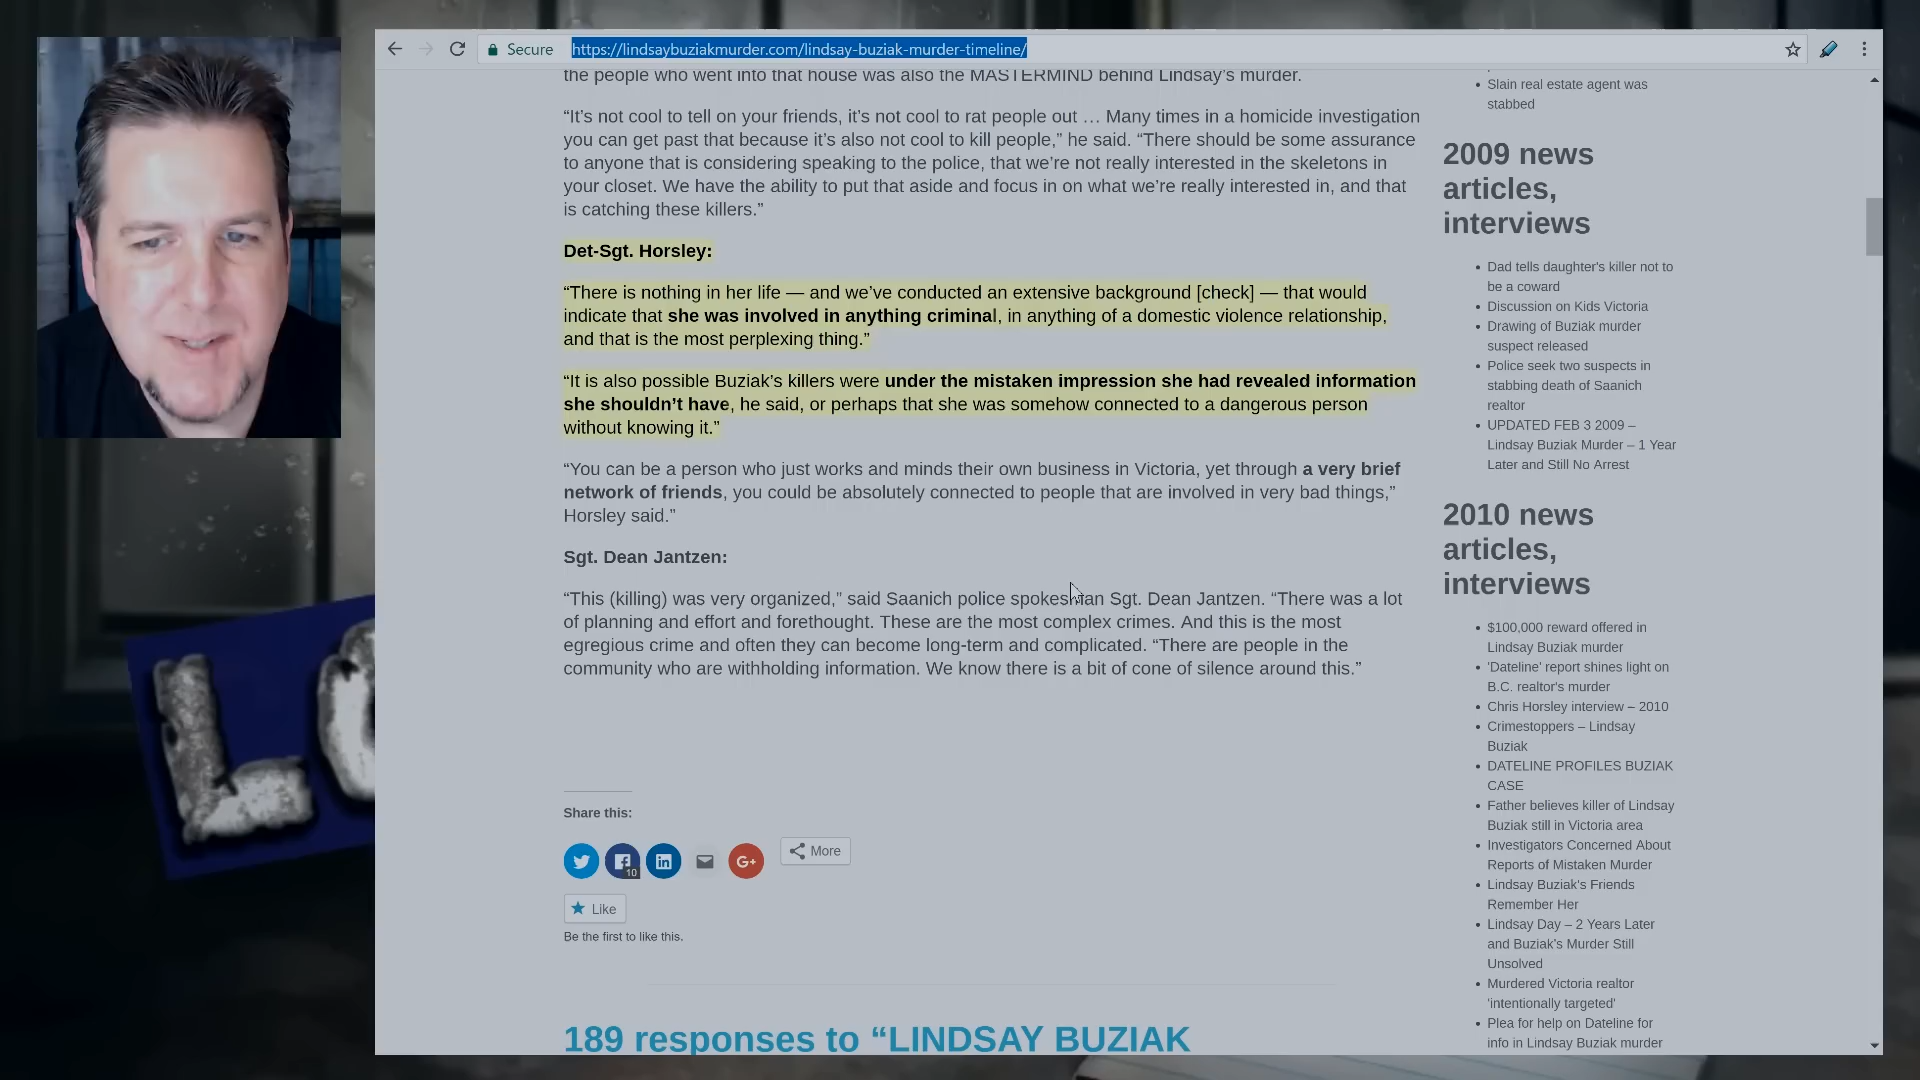 Secure
https://lindsaybuziakmurder.com/lindsay-buziak-murder-timeline/
the people who went into that house was also the MASTERMIND behind Lindsay's murder.
“It’s not cool to tell on your friends, it’s not cool to rat people out … Many times in a homicide investigation
you can get past that because it’s also not cool to kill people,” he said. “There should be some assurance
to anyone that is considering speaking to the police, that we’re not really interested in the skeletons in
your closet. We have the ability to put that aside and focus in on what we’re really interested in, and that
is catching these killers.”
Det-Sgt. Horsley:
“There is nothing in her life — and we’ve conducted an extensive background [check] — that would
indicate that she was involved in anything criminal, in anything of a domestic violence relationship,
and that is the most perplexing thing.”
“It is also possible Buziak’s killers were under the mistaken impression she had revealed information
she shouldn’t have, he said, or perhaps that she was somehow connected to a dangerous person
without knowing it.”
“You can be a person who just works and minds their own business in Victoria, yet through a very brief
network of friends, you could be absolutely connected to people that are involved in very bad things,”
Horsley said.”
Sgt. Dean Jantzen:
“This (killing) was very organized,” said Saanich police spokesman Sgt. Dean Jantzen. “There was a lot
of planning and effort and forethought. These are the most complex crimes. And this is the most
egregious crime and often they can become long-term and complicated. “There are people in the
community who are withholding information. We know there is a bit of cone of silence around this.”
Share this:
10
G+
More
Like
Be the first to like this.
189 responses to “LINDSAY BUZIAK
Slain real estate agent was
stabbed
2009 news
articles,
interviews
Dad tells daughter's killer not to
be a coward
Discussion on Kids Victoria
Drawing of Buziak murder
suspect released
Police seek two suspects in
stabbing death of Saanich
realtor
UPDATED FEB 3 2009 –
Lindsay Buziak Murder – 1 Year
Later and Still No Arrest
2010 news
articles,
interviews
$100,000 reward offered in
Lindsay Buziak murder
'Dateline' report shines light on
B.C. realtor's murder
Chris Horsley interview – 2010
Crimestoppers – Lindsay
Buziak
DATELINE PROFILES BUZIAK
CASE
Father believes killer of Lindsay
Buziak still in Victoria area
Investigators Concerned About
Reports of Mistaken Murder
Lindsay Buziak's Friends
Remember Her
Lindsay Day – 2 Years Later
and Buziak's Murder Still
Unsolved
Murdered Victoria realtor
'intentionally targeted'
Plea for help on Dateline for
info in Lindsay Buziak murder